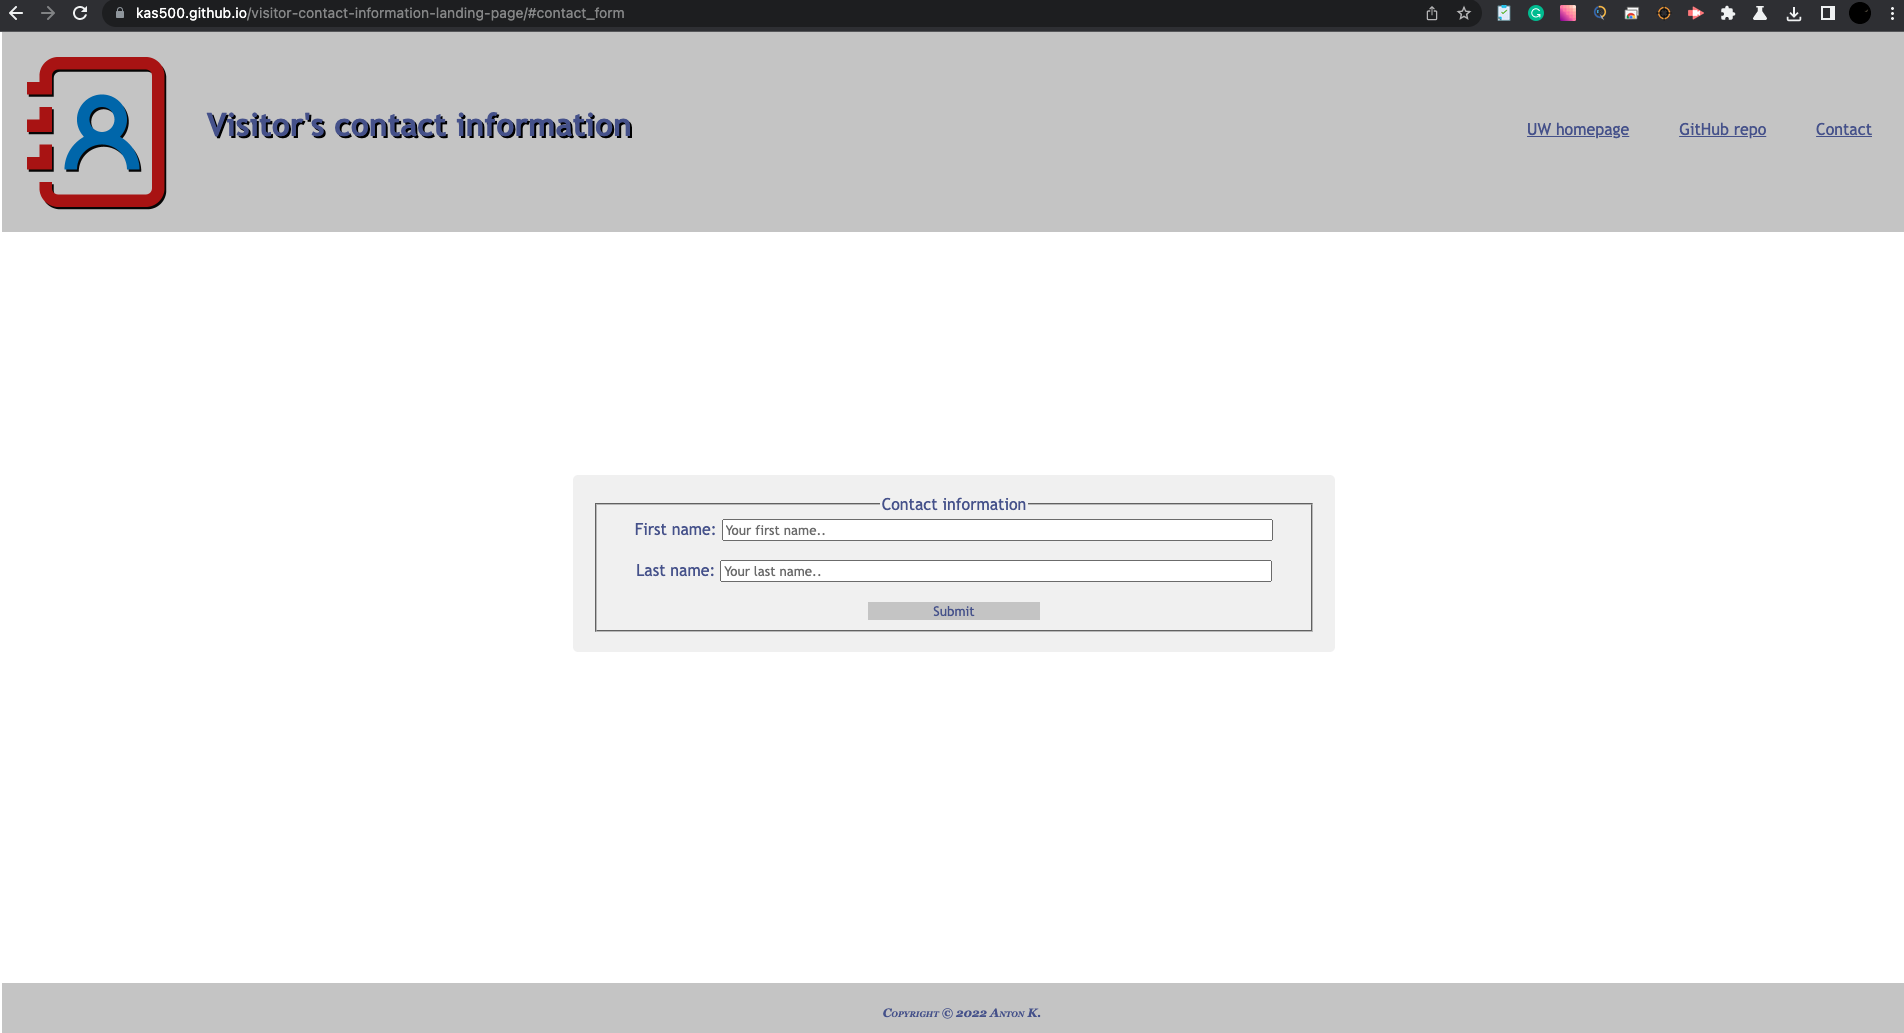 kas500.github.io/visitor-contact-information-landing-page/#contact_form
Visitor's contact information
UW homepage GitHub repo Contact
Contact information
First name: Your first name..
Last name: Your last name..
Submit
Copyright © 2022 Anton K.